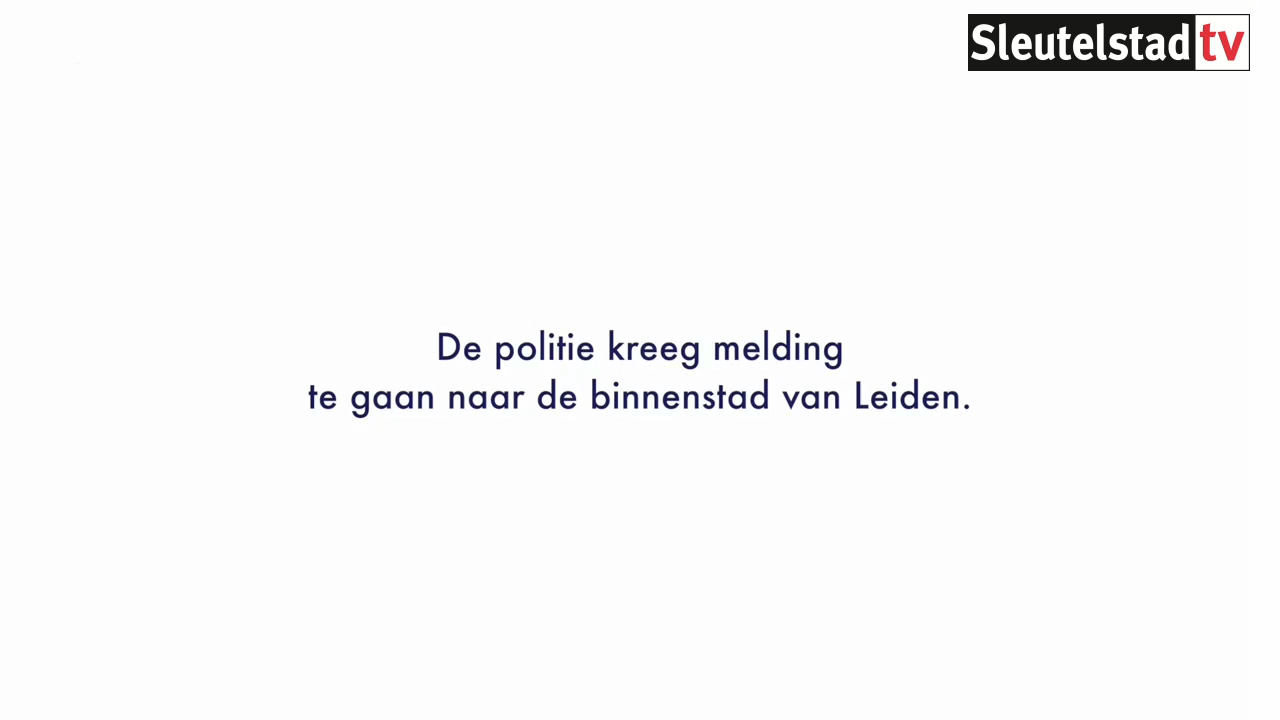 Sleutelstad tv
De politie kreeg melding
te gaan naar de binnenstad van Leiden.